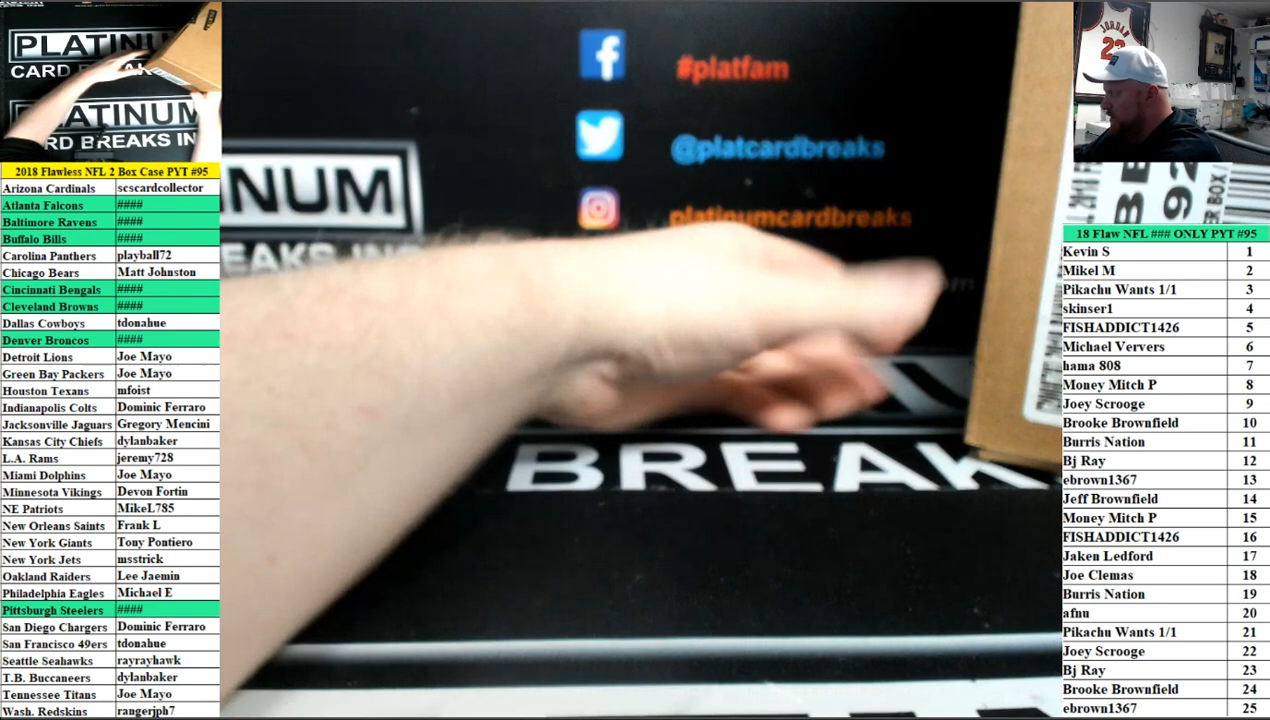 PLATINUM
CARD BREAK
ATINUM
RD BREAKS IN
2018 Flawless NFL 2 Box Case PYT #95
Arizona Cardinals scscardcollector
Atlanta Falcons ####
Baltimore Ravens ####
Buffalo Bills ####
Carolina Panthers playball72
Chicago Bears Matt Johnston
Cincinnati Bengals ####
Cleveland Browns ####
Dallas Cowboys tdonahue
Denver Broncos ####
Detroit Lions Joe Mayo
Green Bay Packers Joe Mayo
Houston Texans mfoist
Indianapolis Colts Dominic Ferraro
Jacksonville Jaguars Gregory Mencini
Kansas City Chiefs dylanbaker
L.A. Rams jeremy728
Miami Dolphins Joe Mayo
Minnesota Vikings Devon Fortin
NE Patriots MikeL785
New Orleans Saints Frank L
New York Giants Tony Pontiero
New York Jets msstrick
Oakland Raiders Lee Jaemin
Philadelphia Eagles Michael E
Pittsburgh Steelers ####
San Diego Chargers Dominic Ferraro
San Francisco 49ers tdonahue
Seattle Seahawks rayrayhawk
T.B. Buccaneers dylanbaker
Tennessee Titans Joe Mayo
Wash. Redskins rangerjph7
#platfam
@platcardbreaks
platinumcardbreaks
INUM
EAKS IN
BREAK
JORDAN
23
18 Flaw NFL ### ONLY PYT #95
Kevin S 1
Mikel M 2
Pikachu Wants 1/1 3
skinser1 4
FISHADDICT1426 5
Michael Ververs 6
hama 808 7
Money Mitch P 8
Joey Scrooge 9
Brooke Brownfield 10
Burris Nation 11
Bj Ray 12
ebrown1367 13
Jeff Brownfield 14
Money Mitch P 15
FISHADDICT1426 16
Jaken Ledford 17
Joe Clemas 18
Burris Nation 19
afnu 20
Pikachu Wants 1/1 21
Joey Scrooge 22
Bj Ray 23
Brooke Brownfield 24
ebrown1367 25